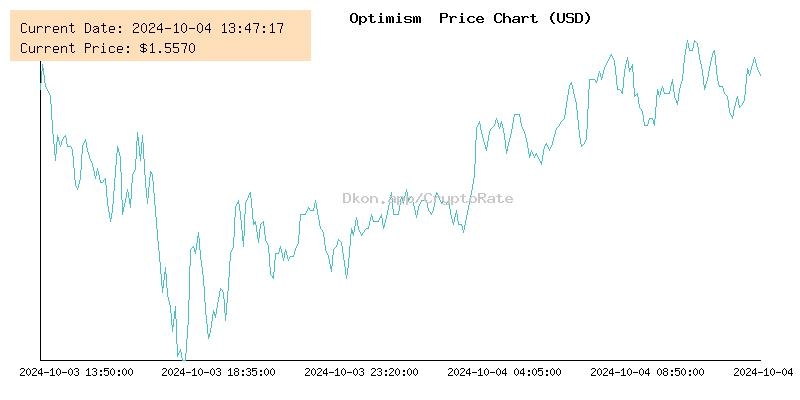 Optimism  Price Chart (USD)
Current Date: 2024-10-04 13:47:17
Current Price: $1.5570
Dkon.app/CryptoRate
2024-10-03 13:50:00 2024-10-03 18:35:00 2024-10-03 23:20:00 2024-10-04 04:05:00 2024-10-04 08:50:00 2024-10-04